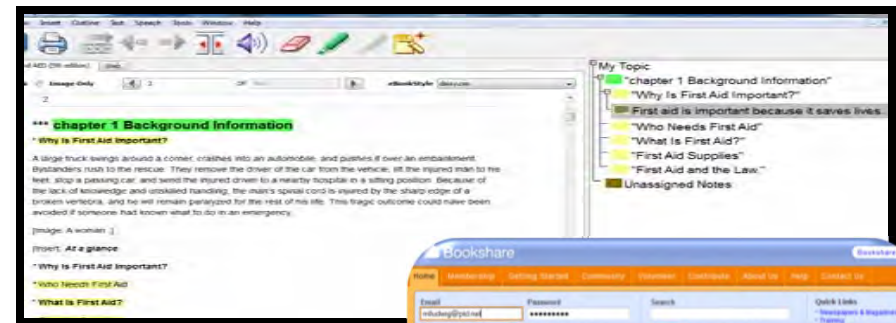 Insert Outline Text Speech Tools Window Help
Image Only
eBookStyle
2
*** chapter 1 Background Information
* Why Is First Aid Important?
A large truck swings around a corner, crashes into an automobile, and pushes it over an embankment.
Bystanders rush to the rescue. They remove the driver of the car from the vehicle, lift the injured man to his
feet, stop a passing car, and send the injured driver to a nearby hospital in a sitting position. Because of
the lack of knowledge and unskilled handling, the man's spinal cord is injured by the sharp edge of a
broken vertebra, and he will remain paralyzed for the rest of his life. This tragic outcome could have been
avoided if someone had known what to do in an emergency.
[Image: A woman .]
[Insert: At a glance
* Why Is First Aid Important?
* Who Needs First Aid
* What Is First Aid?
My Topic
"chapter 1 Background Information"
"Why Is First Aid Important?"
First aid is important because it saves lives.
"Who Needs First Aid"
"What Is First Aid?"
"First Aid Supplies"
"First Aid and the Law."
Unassigned Notes
Bookshare
Bookshare
Home Membership Getting Started Community Volunteer Contribute About Us Help Contact Us
Email Password Search Quick Links